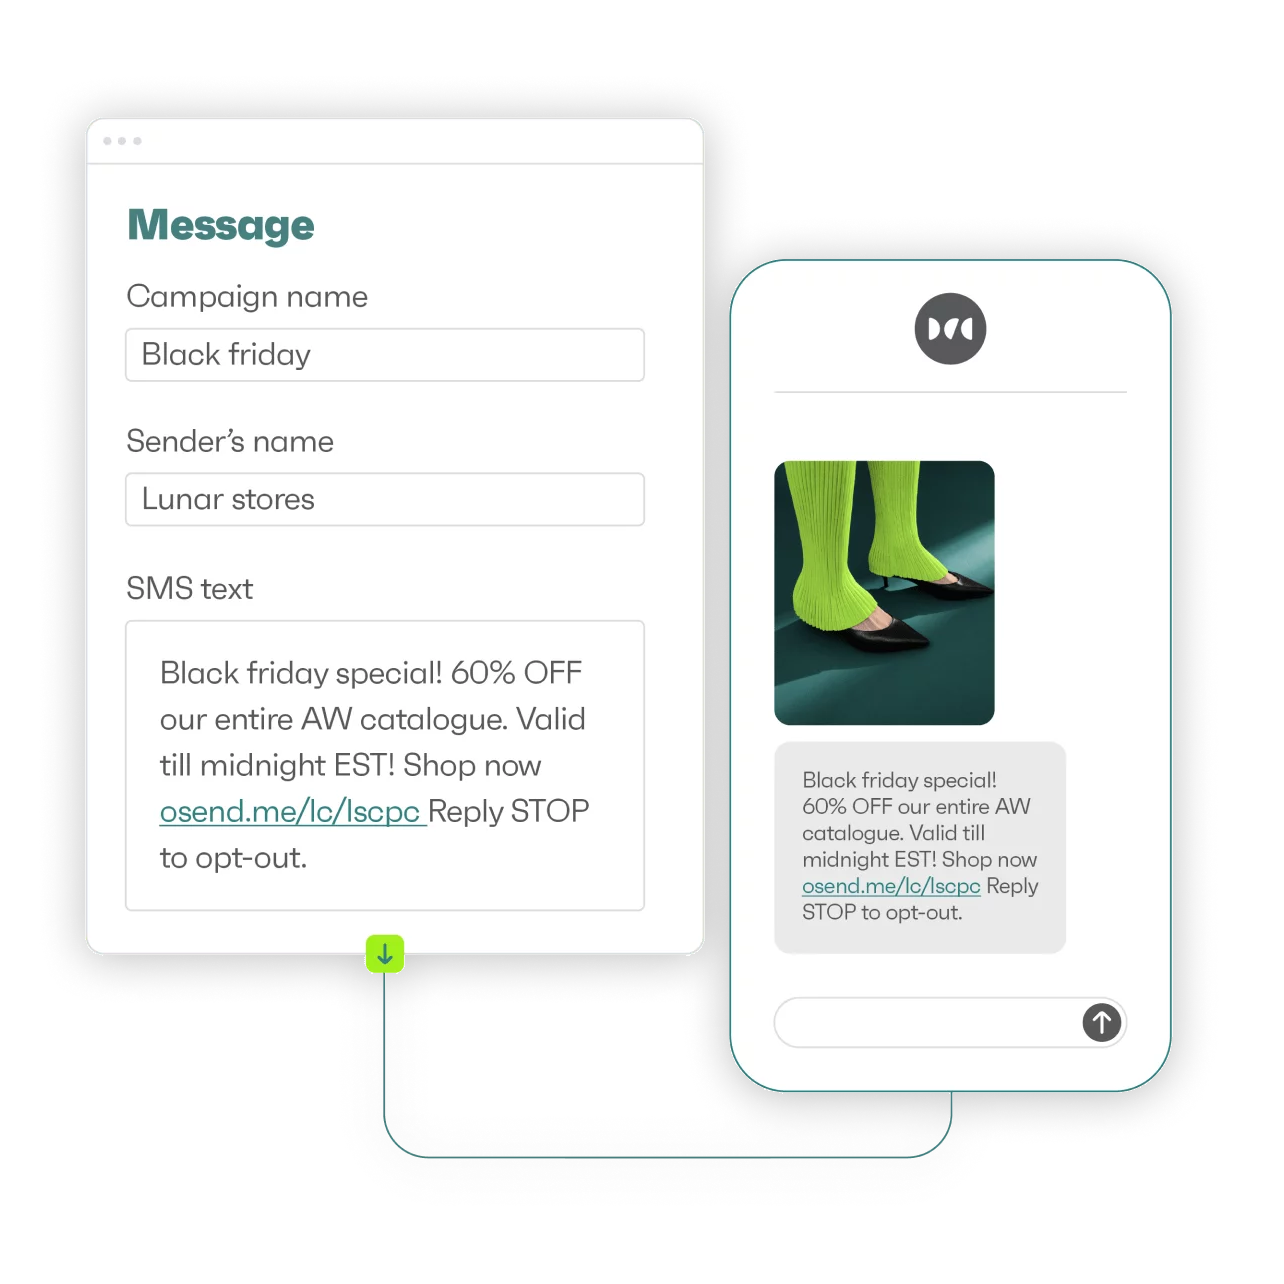 Message
Campaign name
Black friday
Sender’s name
Lunar stores
SMS text
Black friday special! 60% OFF
our entire AW catalogue. Valid
till midnight EST! Shop now
osend.me/lc/lscpc Reply STOP
to opt-out.
Black friday special!
60% OFF our entire AW
catalogue. Valid till
midnight EST! Shop now
osend.me/lc/lscpc Reply
STOP to opt-out.